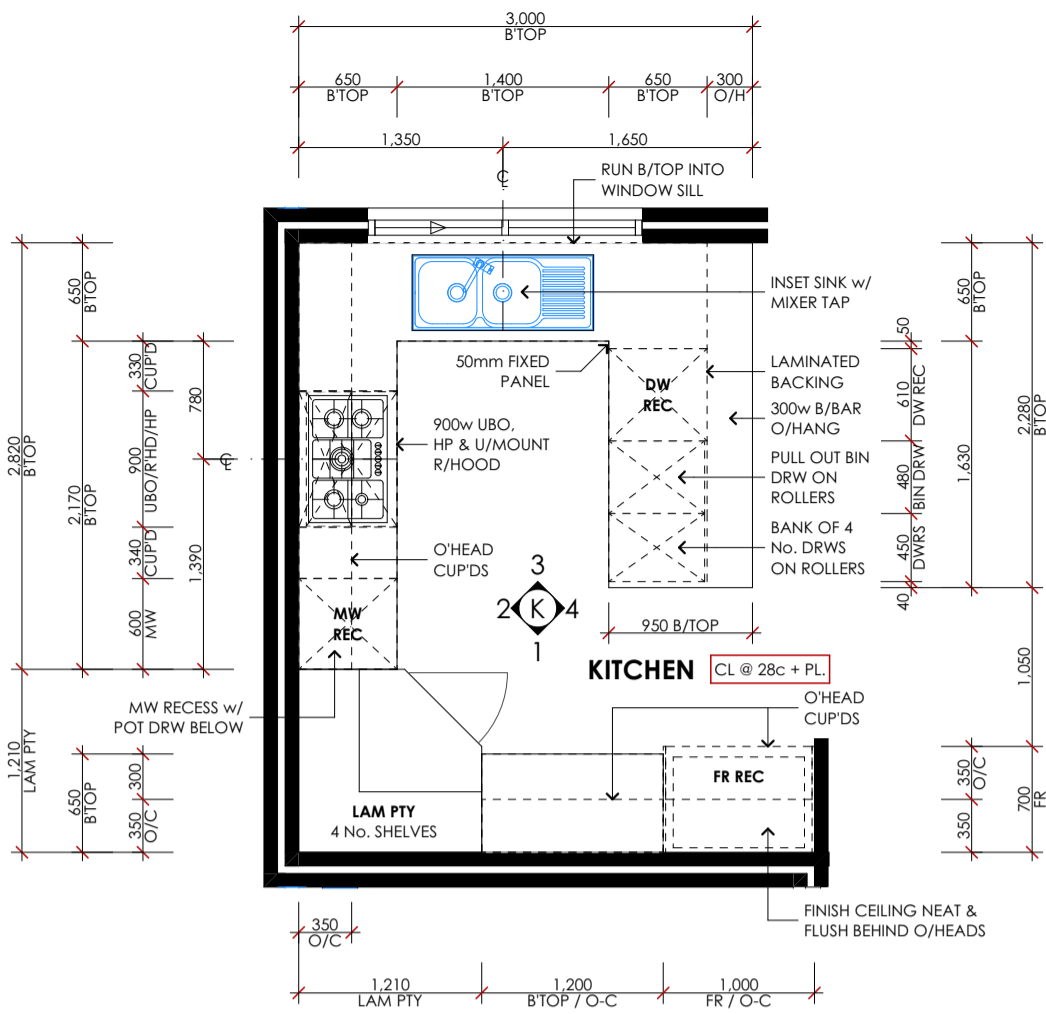 3,000
B'TOP
650
B'TOP
1,400
B'TOP
650
B'TOP
300
O/H
1,350
1,650
RUN B/TOP INTO
WINDOW SILL
650
B'TOP
2,820
B'TOP
2,170
B'TOP
330
CUP'D
900
UBO/R'HD/HP
340
CUP'D
600
MW
780
1,390
1,210
LAM PTY
650
B'TOP
300
350
O/C
INSET SINK w/
MIXER TAP
50mm FIXED
PANEL
DW
REC
LAMINATED
BACKING
900w UBO,
HP & U/MOUNT
R/HOOD
300w B/BAR
O/HANG
PULL OUT BIN
DRW ON
ROLLERS
BANK OF 4
No. DRWS
ON ROLLERS
O'HEAD
CUP'DS
MW
REC
3
2 K 4
1
950 B/TOP
KITCHEN
CL @ 28c + PL.
MW RECESS w/
POT DRW BELOW
O'HEAD
CUP'DS
FR REC
LAM PTY
4 No. SHELVES
FINISH CEILING NEAT &
FLUSH BEHIND O/HEADS
50
610
DW REC
480
BIN DRW
450
DWRS
40
650
B'TOP
1,630
2,280
B'TOP
1,050
350
O/C
350
700
FR
350
O/C
1,210
LAM PTY
1,200
B'TOP / O-C
1,000
FR / O-C